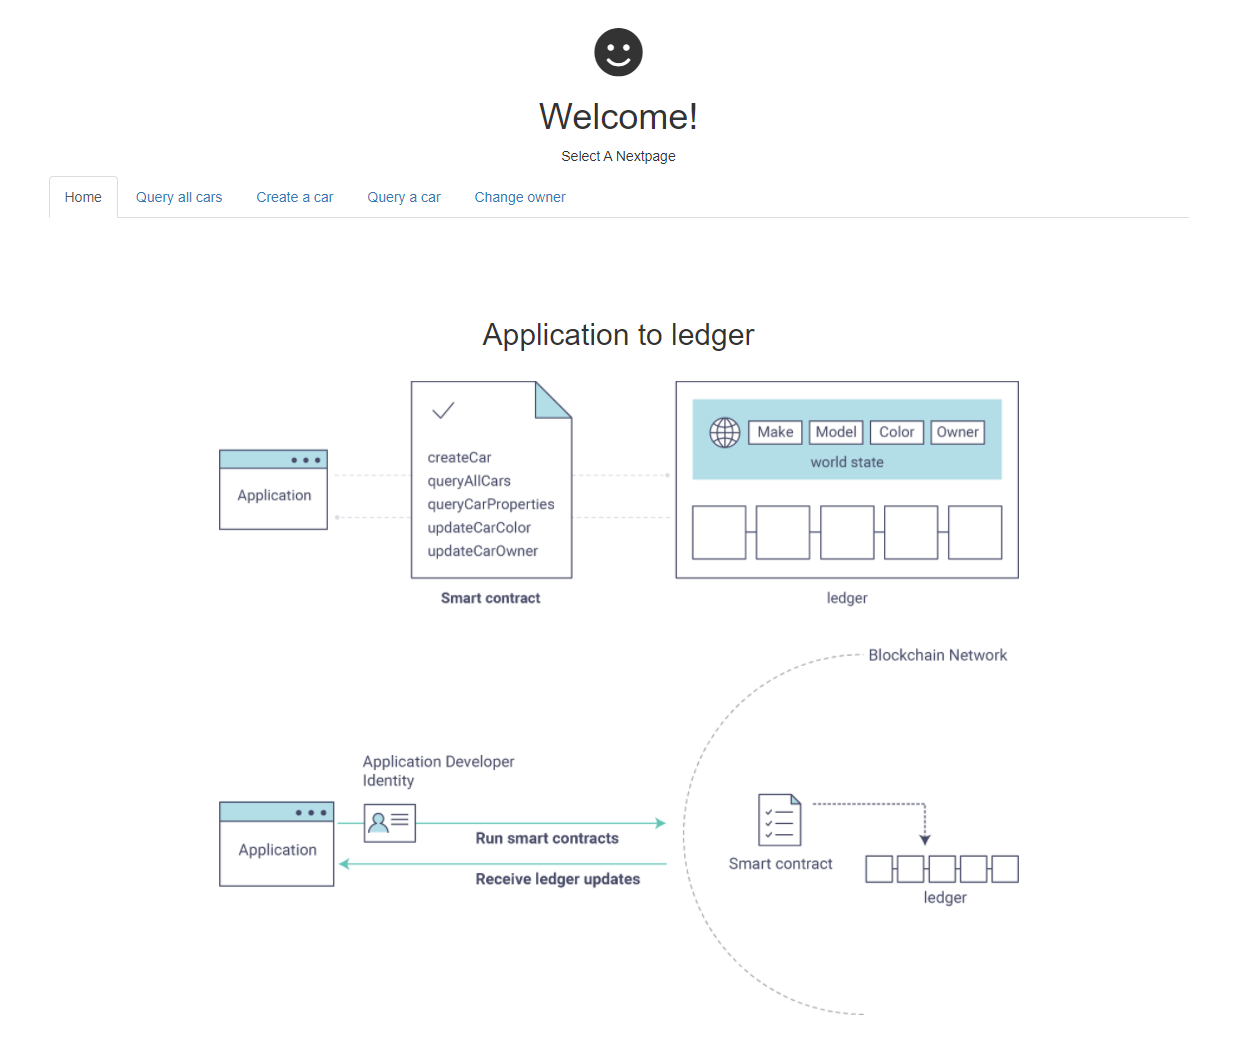 Welcome!
Select A Nextpage
Home
Query all cars
Create a car
Query a car
Change owner
Application to ledger
Application
createCar
queryAllCars
queryCarProperties
updateCarColor
updateCarOwner
Smart contract
Make
Model
Color
Owner
world state
ledger
Blockchain Network
Application Developer
Identity
Application
Run smart contracts
Receive ledger updates
Smart contract
ledger